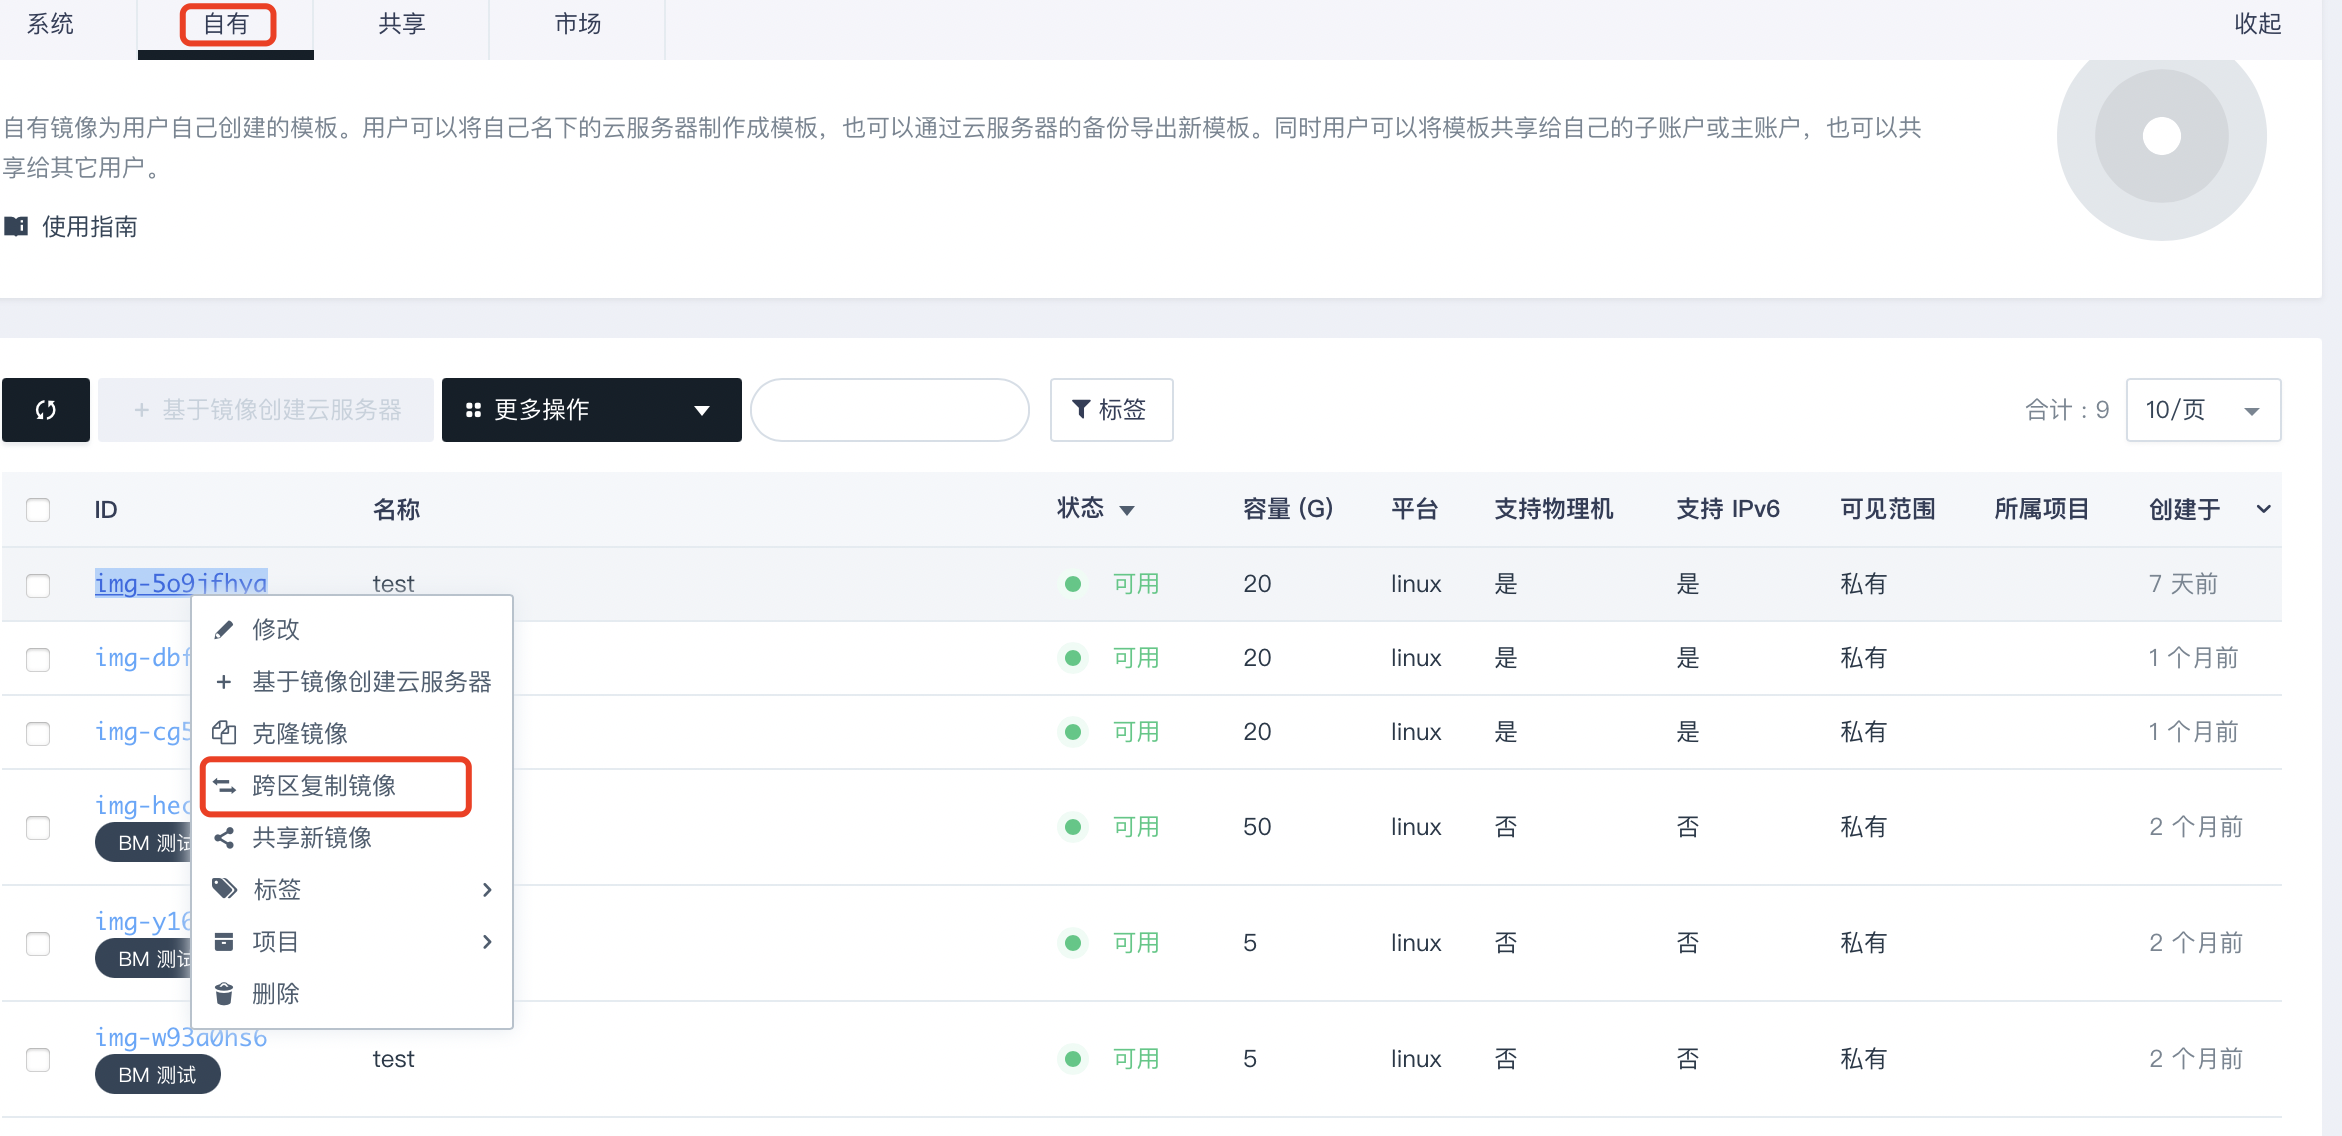 系统
自有
共享
市场
收起
自有镜像为用户自己创建的模板。用户可以将自己名下的云服务器制作成模板，也可以通过云服务器的备份导出新模板。同时用户可以将模板共享给自己的子账户或主账户，也可以共
享给其它用户。
使用指南
+ 基于镜像创建云服务器
更多操作
标签
合计：9
10/页
ID 名称 状态 容量 (G) 平台 支持物理机 支持 IPv6 可见范围 所属项目 创建于
img-5o9jfhya test 可用 20 linux 是 是 私有 7 天前
img-dbf 可用 20 linux 是 是 私有 1 个月前
img-cg5 可用 20 linux 是 是 私有 1 个月前
img-hec
BM 测试
可用 50 linux 否 否 私有 2 个月前
img-y16
BM 测试
可用 5 linux 否 否 私有 2 个月前
img-w93a0hs6
BM 测试
test 可用 5 linux 否 否 私有 2 个月前
修改
+ 基于镜像创建云服务器
克隆镜像
跨区复制镜像
共享新镜像
标签
项目
删除